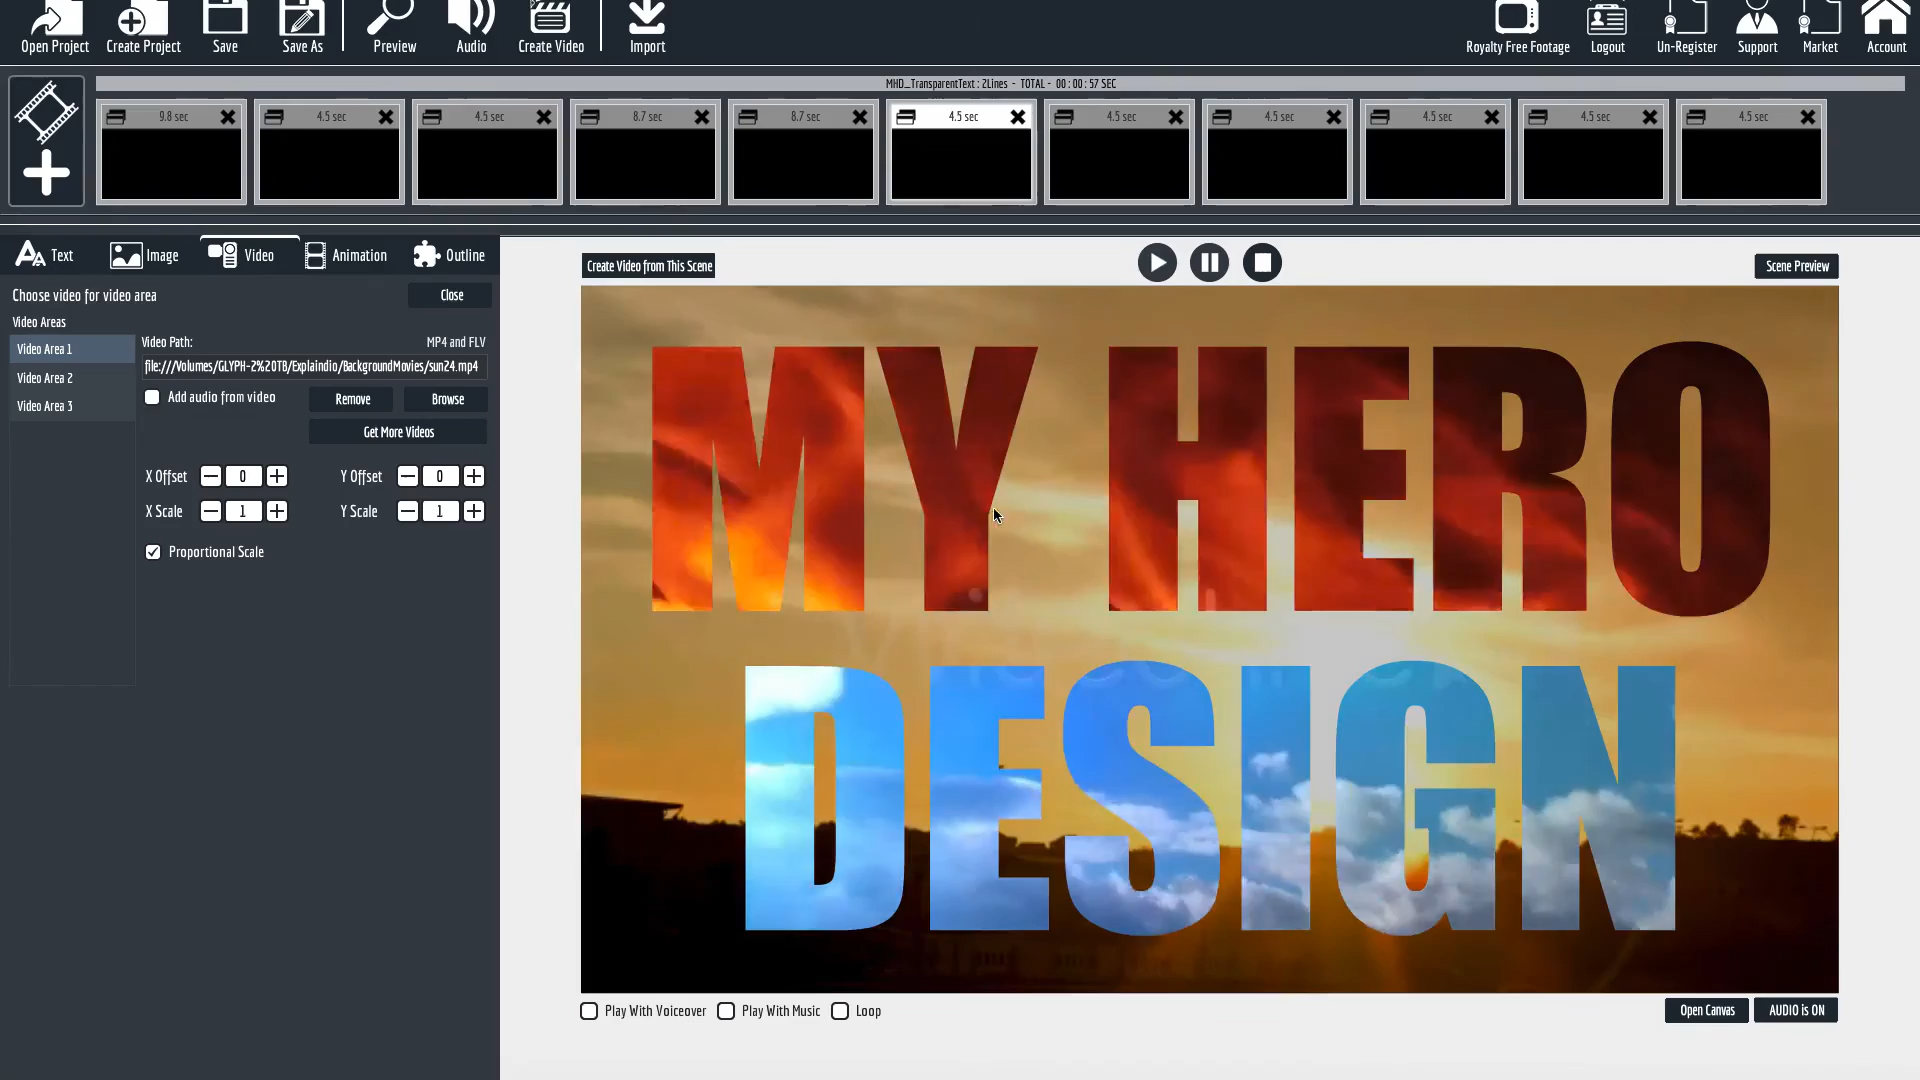 Open Project Create Project Save Save As Preview Audio Create Video Import Royalty Free Footage Logout Un-Register Support Market Account
MHD_TransparentText : 2Lines - TOTAL - 00 : 00 : 57 SEC
9.8 sec 4.5 sec 4.5 sec 8.7 sec 8.7 sec 4.5 sec 4.5 sec 4.5 sec 4.5 sec 4.5 sec 4.5 sec
Text Image Video Animation Outline
Choose video for video area Close
Video Areas
Video Area 1
Video Area 2
Video Area 3
Video Path: MP4 and FLV
file:///Volumes/GLYPH-2%20TB/Explaindio/BackgroundMovies/sun24.mp4
Add audio from video Remove Browse
Get More Videos
X Offset 0 Y Offset 0
X Scale 1 Y Scale 1
Proportional Scale
Create Video from This Scene Scene Preview
MY HERO
DESIGN
Play With Voiceover Play With Music Loop Open Canvas AUDIO is ON